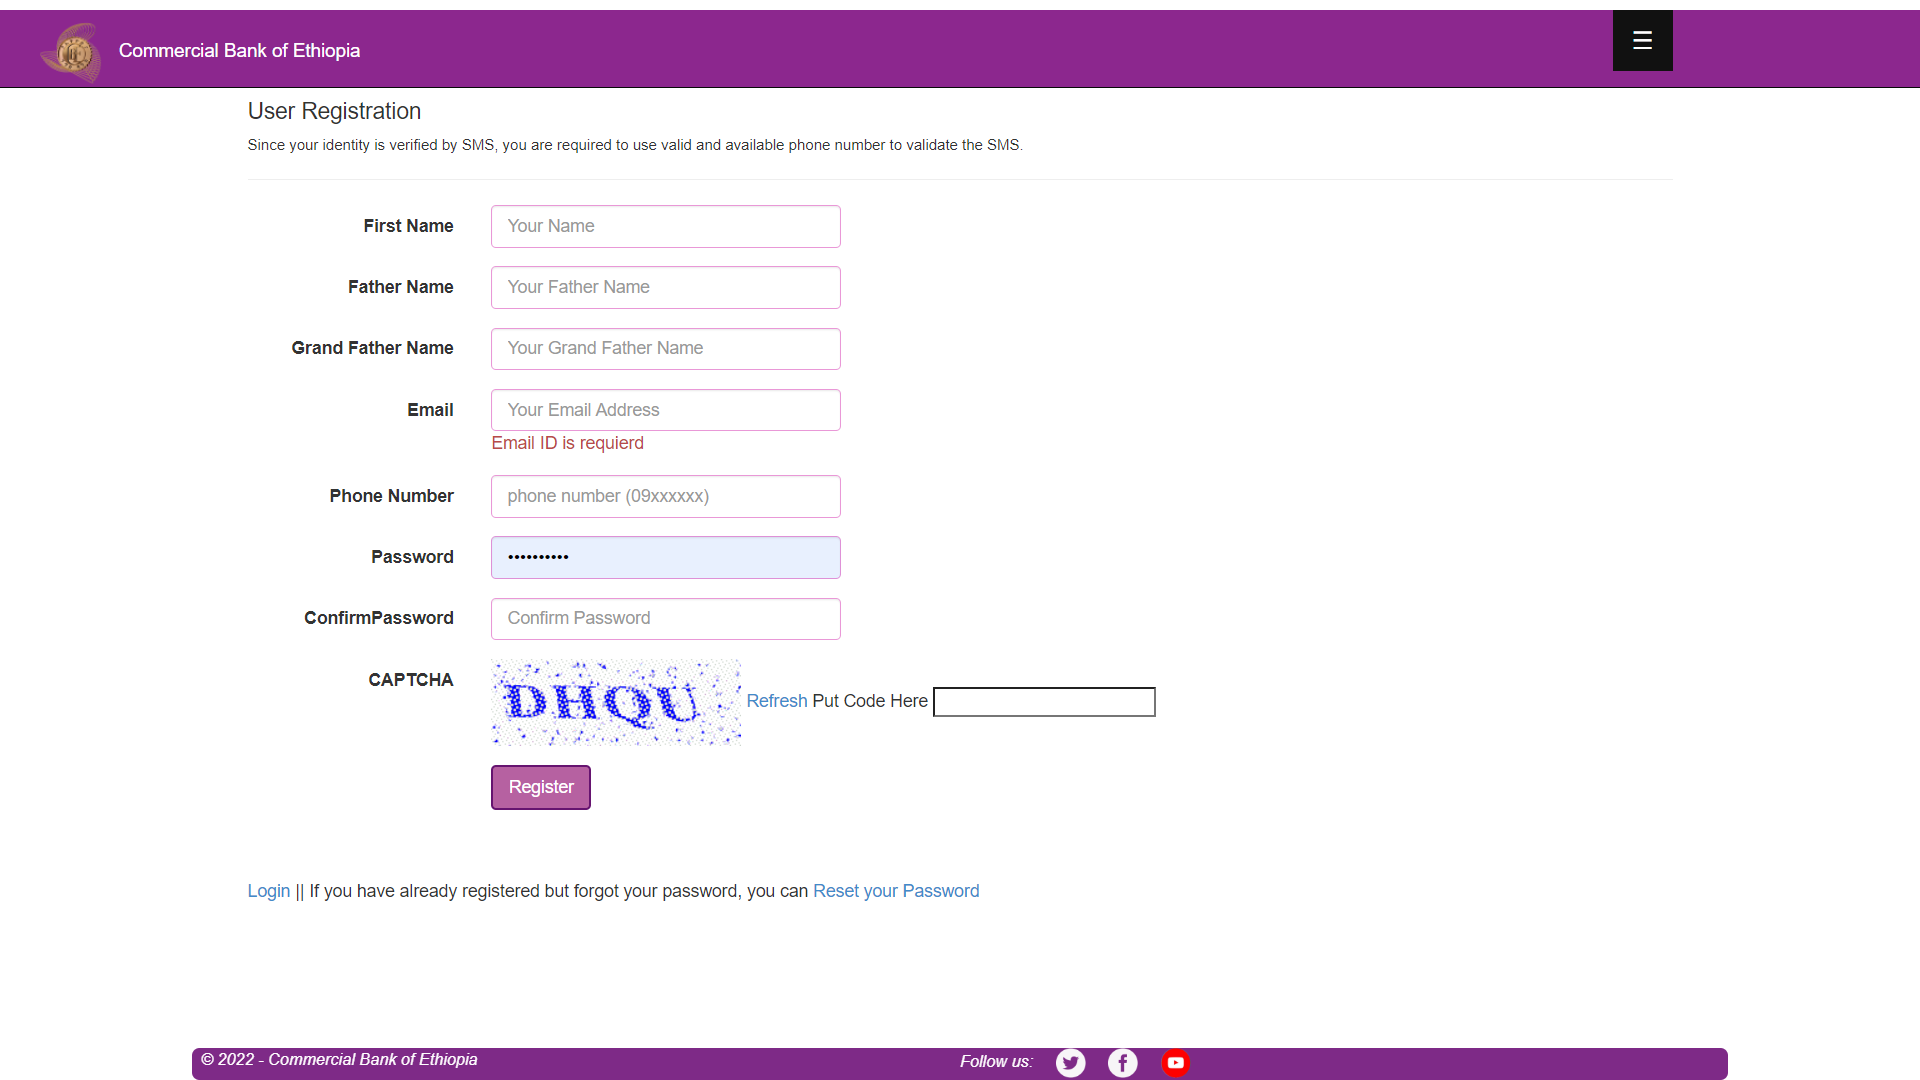 Commercial Bank of Ethiopia
User Registration
Since your identity is verified by SMS, you are required to use valid and available phone number to validate the SMS.
First Name Your Name
Father Name Your Father Name
Grand Father Name Your Grand Father Name
Email Your Email Address
Email ID is requierd
Phone Number phone number (09xxxxxx)
Password ••••••••••
ConfirmPassword Confirm Password
CAPTCHA DHQU Refresh Put Code Here
Register
Login || If you have already registered but forgot your password, you can Reset your Password
© 2022 - Commercial Bank of Ethiopia Follow us: